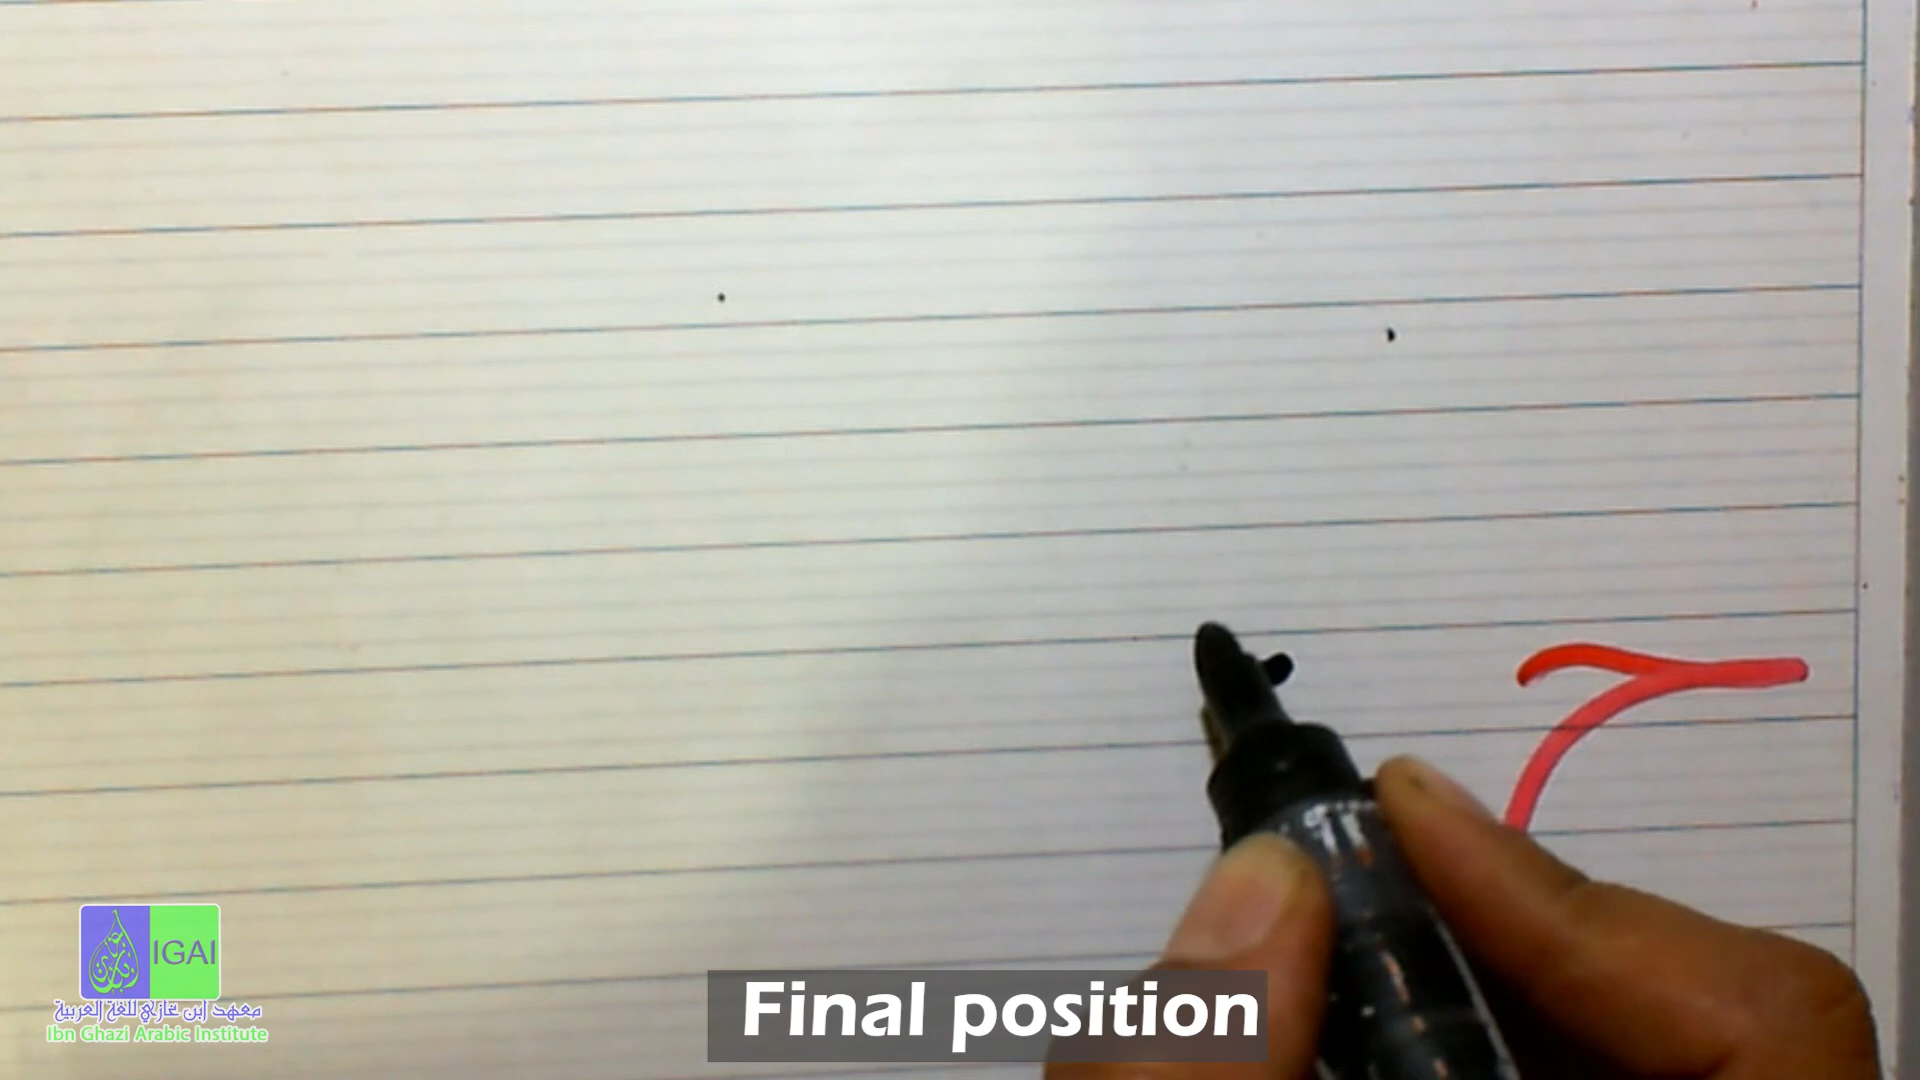 ح
IGAI
معهد ابن غازي للغة العربية
Ibn Ghazi Arabic Institute
Final position